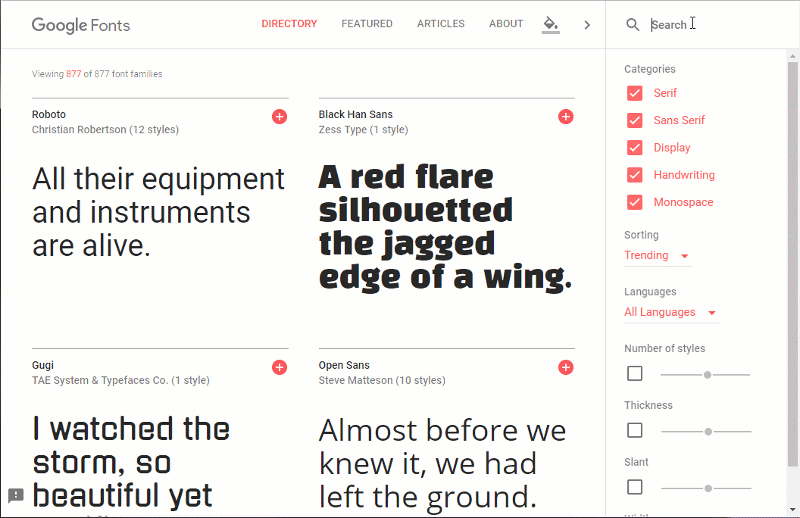 Google Fonts
DIRECTORY FEATURED ARTICLES ABOUT
Search
Viewing 877 of 877 font families
Roboto
Christian Robertson (12 styles)
All their equipment
and instruments
are alive.
Black Han Sans
Zess Type (1 style)
A red flare
silhouetted
the jagged
edge of a wing.
Gugi
TAE System & Typefaces Co. (1 style)
I watched the
storm, so
beautiful yet
Open Sans
Steve Matteson (10 styles)
Almost before we
knew it, we had
left the ground.
Categories
Serif
Sans Serif
Display
Handwriting
Monospace
Sorting
Trending
Languages
All Languages
Number of styles
Thickness
Slant